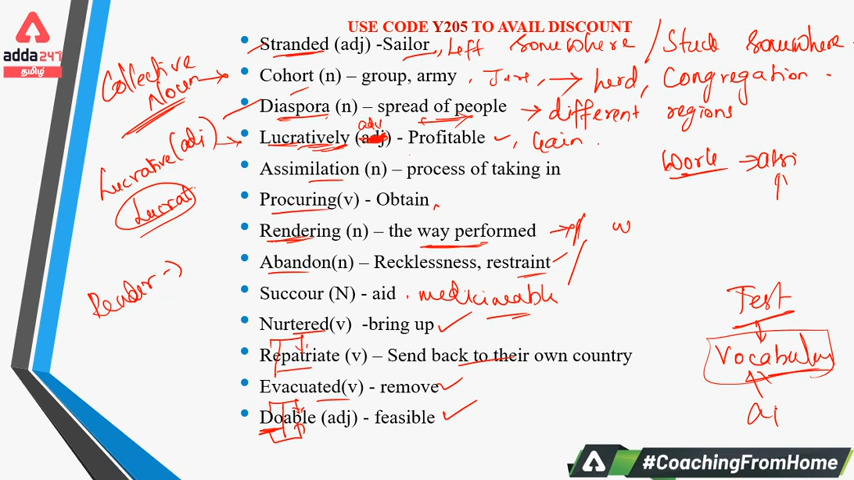 USE CODE Y205 TO AVAIL DISCOUNT
adda247
தமிழ்
Stranded (adj) -Sailor, Left Somewhere / Stuck Somewhere
Collective Noun
Cohort (n) – group, army, herd, Congregation.
Diaspora (n) – spread of people → different regions
adv
Lucratively (adj) - Profitable, Gain.
Lucrative (adj)
Lucrat
Work →
Assimilation (n) – process of taking in
Procuring(v) - Obtain
Rendering (n) – the way performed
Abandon(n) – Recklessness, restraint
Render →
Succour (N) - aid. medicineable
Nurtered(v) -bring up
Repatriate (v) – Send back to their own country
Evacuated(v) - remove
Doable (adj) - feasible
Test
#CoachingFromHome